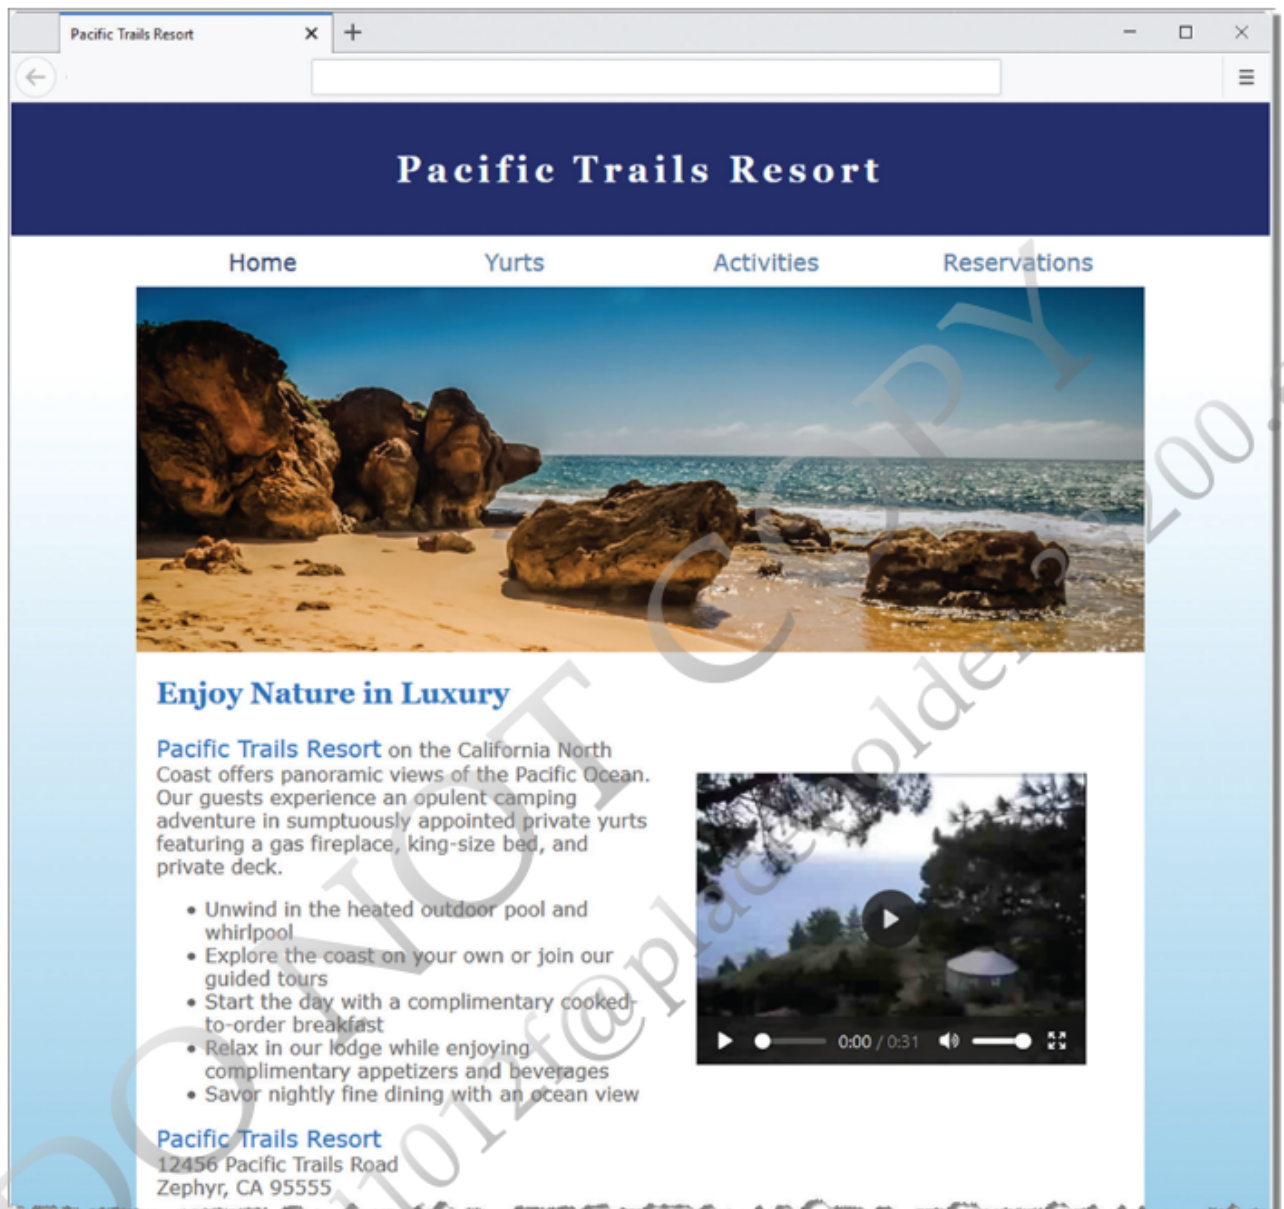 Pacific Trails Resort
Pacific Trails Resort
Home Yurts Activities Reservations
Enjoy Nature in Luxury
Pacific Trails Resort on the California North
Coast offers panoramic views of the Pacific Ocean.
Our guests experience an opulent camping
adventure in sumptuously appointed private yurts
featuring a gas fireplace, king-size bed, and
private deck.
• Unwind in the heated outdoor pool and
whirlpool
• Explore the coast on your own or join our
guided tours
• Start the day with a complimentary cooked-
to-order breakfast
• Relax in our lodge while enjoying
complimentary appetizers and beverages
• Savor nightly fine dining with an ocean view
0:00 / 0:31
Pacific Trails Resort
12456 Pacific Trails Road
Zephyr, CA 95555
DO NOT COPY